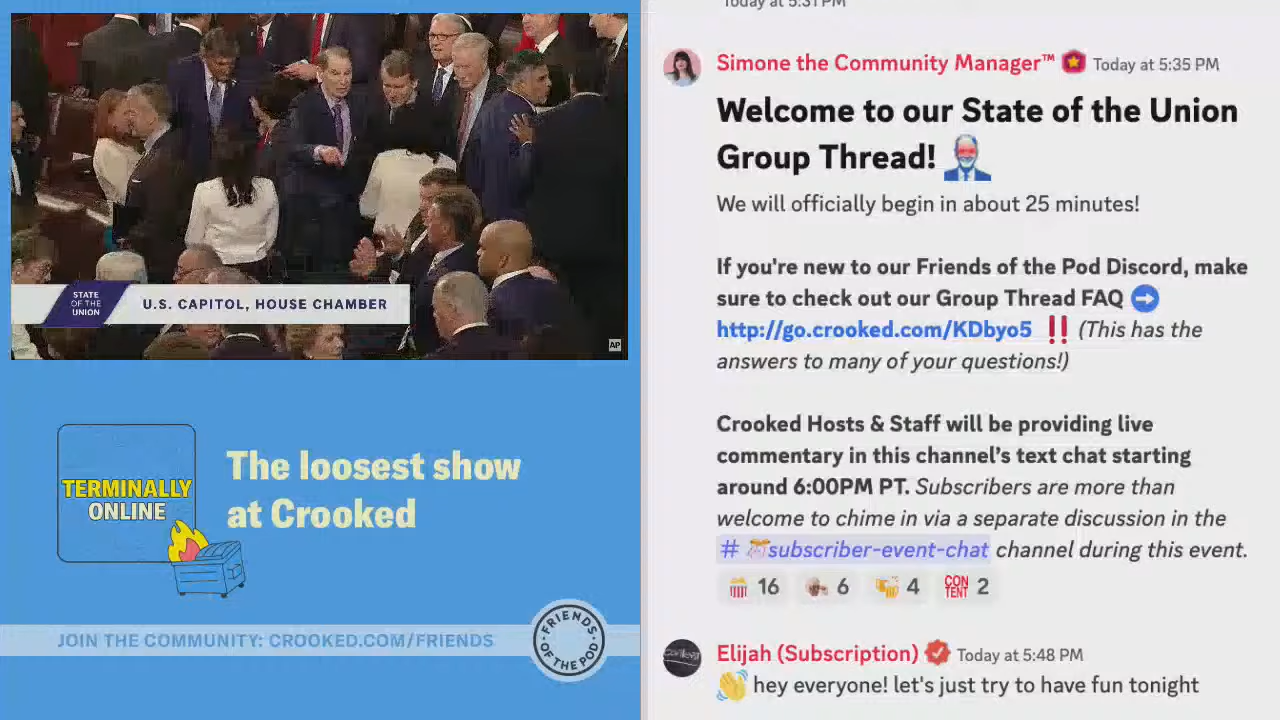 STATE
OF THE
UNION
U.S. CAPITOL, HOUSE CHAMBER
AP
TERMINALLY
ONLINE
The loosest show
at Crooked
JOIN THE COMMUNITY: CROOKED.COM/FRIENDS
FRIENDS
OF THE POD
Today at 5:31 PM
Simone the Community Manager™ Today at 5:35 PM
Welcome to our State of the Union
Group Thread!
We will officially begin in about 25 minutes!
If you're new to our Friends of the Pod Discord, make
sure to check out our Group Thread FAQ ➡️
http://go.crooked.com/KDbyo5 ‼️ (This has the
answers to many of your questions!)
Crooked Hosts & Staff will be providing live
commentary in this channel's text chat starting
around 6:00PM PT. Subscribers are more than
welcome to chime in via a separate discussion in the
# subscriber-event-chat channel during this event.
16 6 4 CON
TENT 2
Elijah (Subscription) Today at 5:48 PM
👋 hey everyone! let's just try to have fun tonight